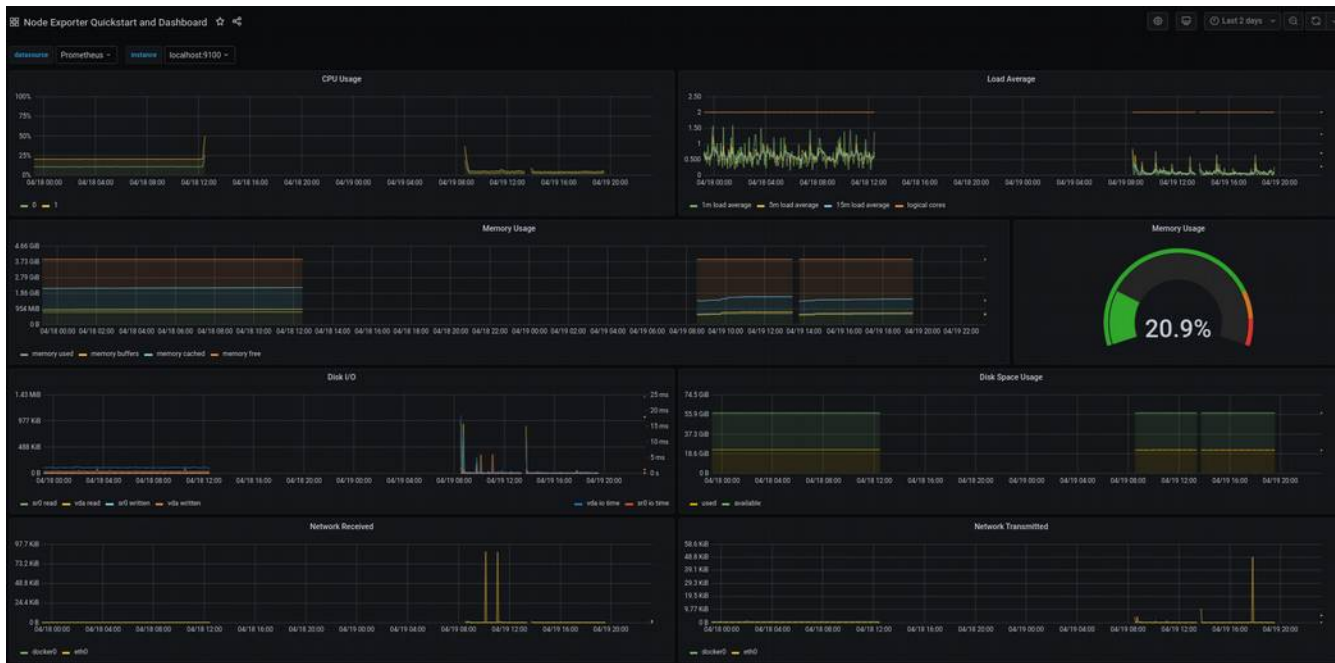 Node Exporter Quickstart and Dashboard
Last 2 days
datasource Prometheus instance localhost:9100
CPU Usage
100%
75%
50%
25%
0%
04/18 00:00 04/18 04:00 04/18 08:00 04/18 12:00 04/18 16:00 04/18 20:00 04/19 00:00 04/19 04:00 04/19 08:00 04/19 12:00 04/19 16:00 04/19 20:00
0 1
Load Average
2.50
2
1.50
1
0.500
0
04/18 00:00 04/18 04:00 04/18 08:00 04/18 12:00 04/18 16:00 04/18 20:00 04/19 00:00 04/19 04:00 04/19 08:00 04/19 12:00 04/19 16:00 04/19 20:00
1m load average 5m load average 15m load average logical cores
Memory Usage
4.66 GiB
3.73 GiB
2.79 GiB
1.86 GiB
954 MiB
0 B
04/18 00:00 04/18 02:00 04/18 04:00 04/18 06:00 04/18 08:00 04/18 10:00 04/18 12:00 04/18 14:00 04/18 16:00 04/18 18:00 04/18 20:00 04/18 22:00 04/19 00:00 04/19 02:00 04/19 04:00 04/19 06:00 04/19 08:00 04/19 10:00 04/19 12:00 04/19 14:00 04/19 16:00 04/19 18:00 04/19 20:00 04/19 22:00
memory used memory buffers memory cached memory free
Memory Usage
20.9%
Disk I/O
1.43 MiB
977 KiB
488 KiB
0 B
25 ms
20 ms
15 ms
10 ms
5 ms
0 s
04/18 00:00 04/18 04:00 04/18 08:00 04/18 12:00 04/18 16:00 04/18 20:00 04/19 00:00 04/19 04:00 04/19 08:00 04/19 12:00 04/19 16:00 04/19 20:00
sr0 read vda read sr0 written vda written vda io time sr0 io time
Disk Space Usage
74.5 GiB
55.9 GiB
37.3 GiB
18.6 GiB
0 B
04/18 00:00 04/18 04:00 04/18 08:00 04/18 12:00 04/18 16:00 04/18 20:00 04/19 00:00 04/19 04:00 04/19 08:00 04/19 12:00 04/19 16:00 04/19 20:00
used available
Network Received
97.7 KiB
73.2 KiB
48.8 KiB
24.4 KiB
0 B
04/18 00:00 04/18 04:00 04/18 08:00 04/18 12:00 04/18 16:00 04/18 20:00 04/19 00:00 04/19 04:00 04/19 08:00 04/19 12:00 04/19 16:00 04/19 20:00
docker0 eth0
Network Transmitted
58.6 KiB
48.8 KiB
39.1 KiB
29.3 KiB
19.5 KiB
9.77 KiB
0 B
04/18 00:00 04/18 04:00 04/18 08:00 04/18 12:00 04/18 16:00 04/18 20:00 04/19 00:00 04/19 04:00 04/19 08:00 04/19 12:00 04/19 16:00 04/19 20:00
docker0 eth0